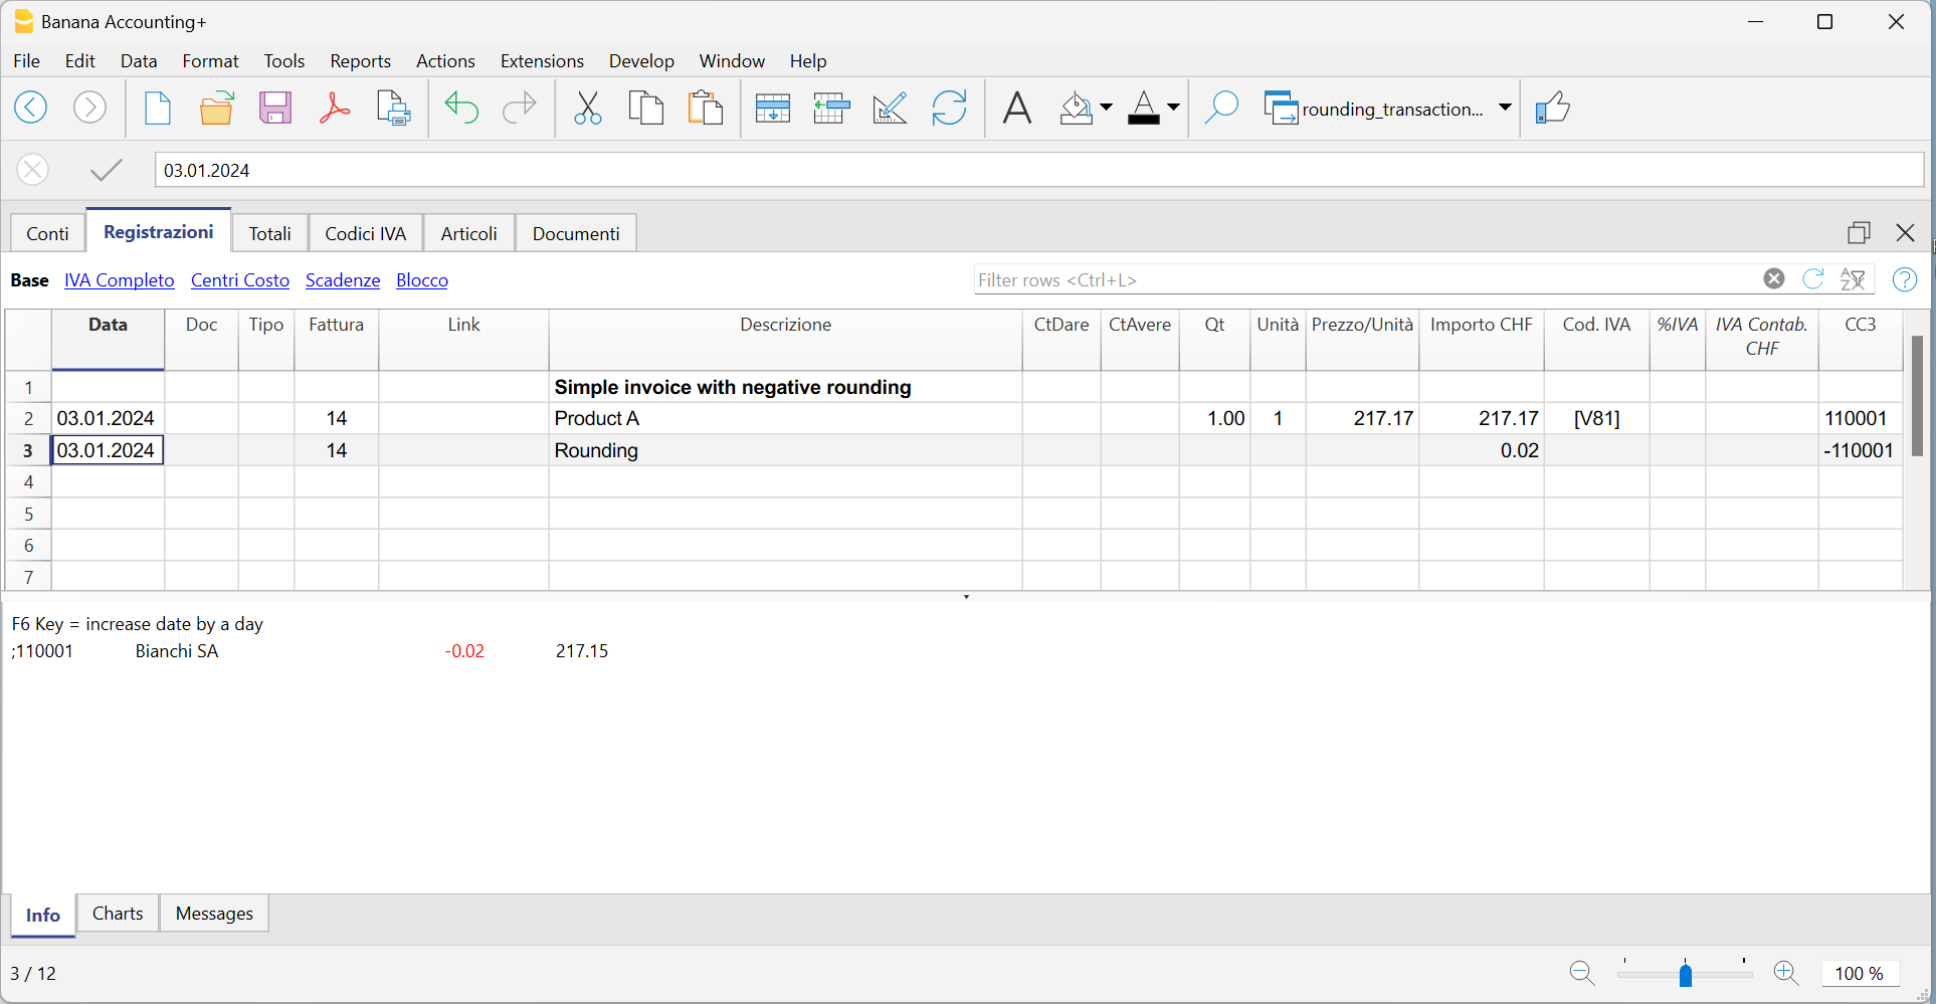 Banana Accounting+
File Edit Data Format Tools Reports Actions Extensions Develop Window Help
rounding_transaction...
03.01.2024
Conti Registrazioni Totali Codici IVA Articoli Documenti
Base IVA Completo Centri Costo Scadenze Blocco Filter rows <Ctrl+L>
Data Doc Tipo Fattura Link Descrizione CtDare CtAvere Qt Unità Prezzo/Unità Importo CHF Cod. IVA %IVA IVA Contab. CC3
CHF
1 Simple invoice with negative rounding
2 03.01.2024 14 Product A 1.00 1 217.17 217.17 [V81] 110001
3 03.01.2024 14 Rounding 0.02 -110001
4
5
6
7
F6 Key = increase date by a day
;110001 Bianchi SA -0.02 217.15
Info Charts Messages
3 / 12 100 %